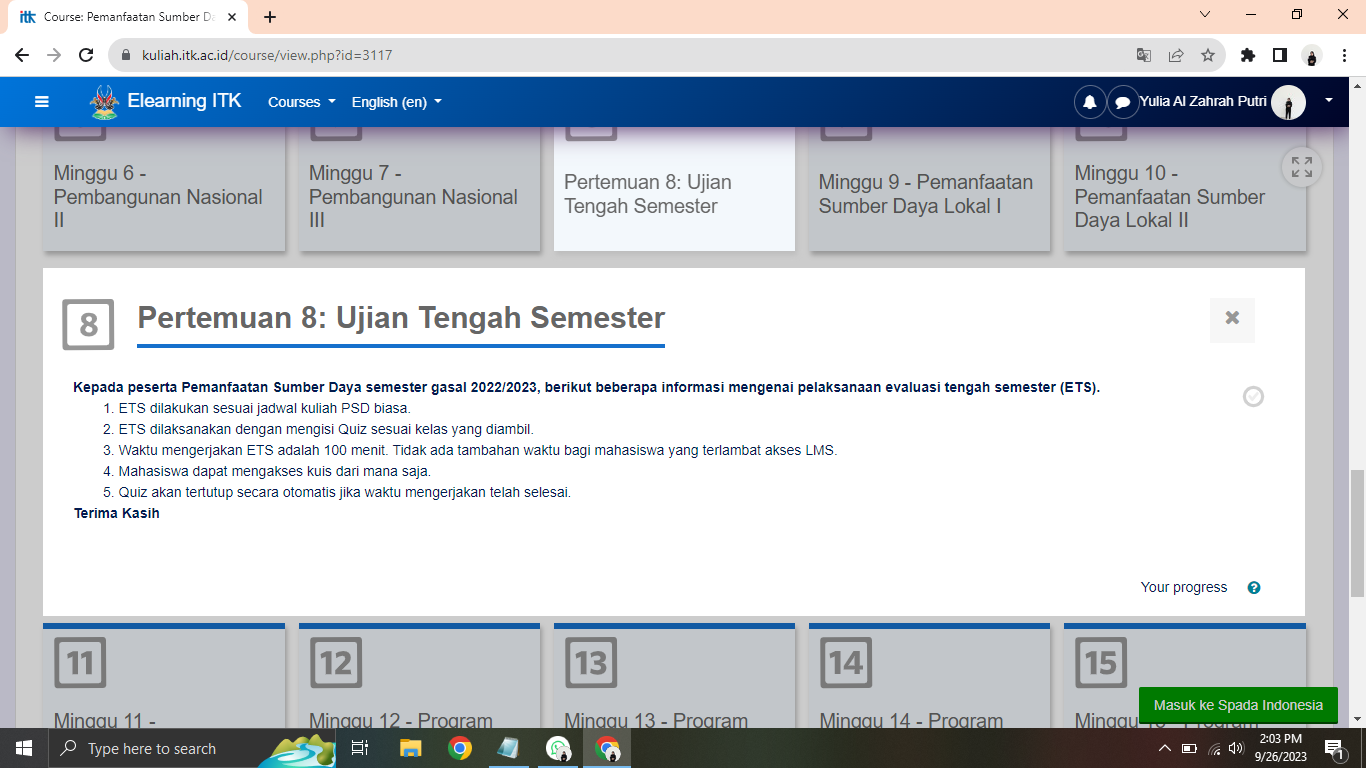 itk Course: Pemanfaatan Sumber Da
kuliah.itk.ac.id/course/view.php?id=3117
Elearning ITK Courses English (en) Yulia Al Zahrah Putri
Minggu 6 -
Pembangunan Nasional
II
Minggu 7 -
Pembangunan Nasional
III
Pertemuan 8: Ujian
Tengah Semester
Minggu 9 - Pemanfaatan
Sumber Daya Lokal I
Minggu 10 -
Pemanfaatan Sumber
Daya Lokal II
8 Pertemuan 8: Ujian Tengah Semester
Kepada peserta Pemanfaatan Sumber Daya semester gasal 2022/2023, berikut beberapa informasi mengenai pelaksanaan evaluasi tengah semester (ETS).
1. ETS dilakukan sesuai jadwal kuliah PSD biasa.
2. ETS dilaksanakan dengan mengisi Quiz sesuai kelas yang diambil.
3. Waktu mengerjakan ETS adalah 100 menit. Tidak ada tambahan waktu bagi mahasiswa yang terlambat akses LMS.
4. Mahasiswa dapat mengakses kuis dari mana saja.
5. Quiz akan tertutup secara otomatis jika waktu mengerjakan telah selesai.
Terima Kasih
Your progress ?
11
Minggu 11 -
12
Minggu 12 - Program
13
Minggu 13 - Program
14
Minggu 14 - Program
15
Masuk ke Spada Indonesia
Type here to search
2:03 PM
9/26/2023
1